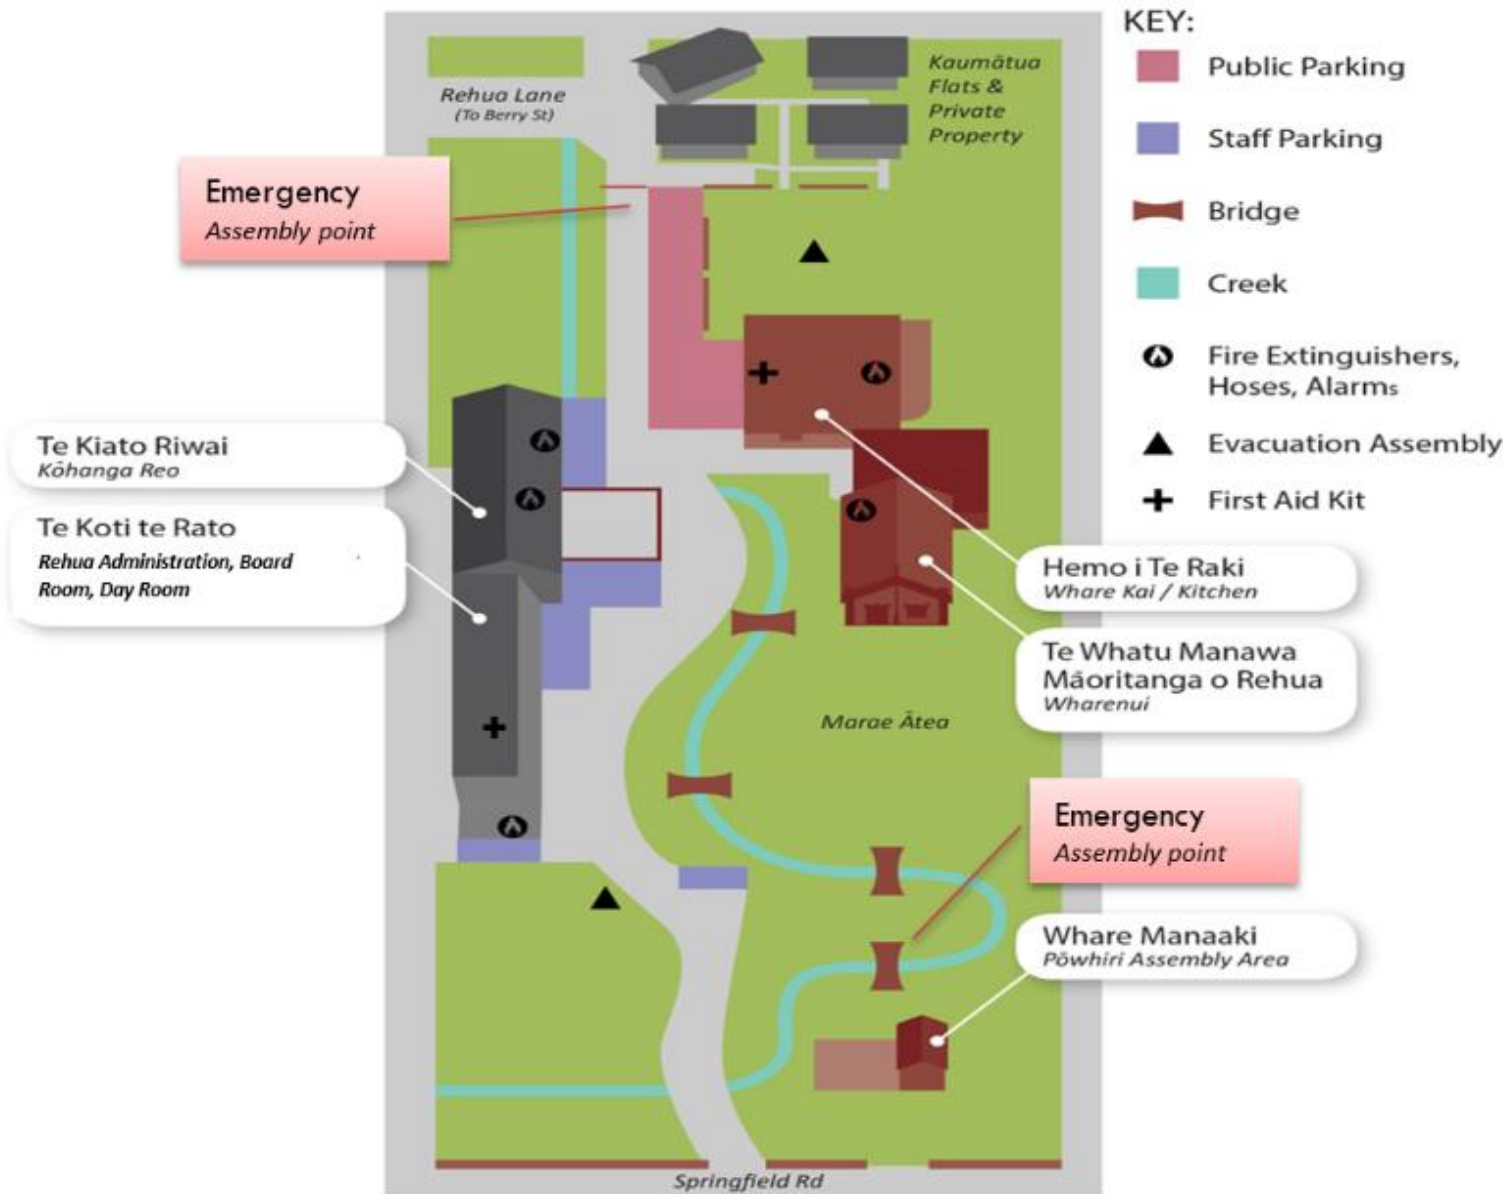 KEY:
Public Parking
Staff Parking
Bridge
Creek
Fire Extinguishers,
Hoses, Alarms
Evacuation Assembly
First Aid Kit
Rehua Lane
(To Berry St)
Kaumātua
Flats &
Private
Property
Emergency
Assembly point
Te Kiato Riwai
Kōhanga Reo
Te Koti te Rato
Rehua Administration, Board
Room, Day Room
Hemo i Te Raki
Whare Kai / Kitchen
Te Whatu Manawa
Māoritanga o Rehua
Wharenui
Marae Ātea
Emergency
Assembly point
Whare Manaaki
Pōwhiri Assembly Area
Springfield Rd